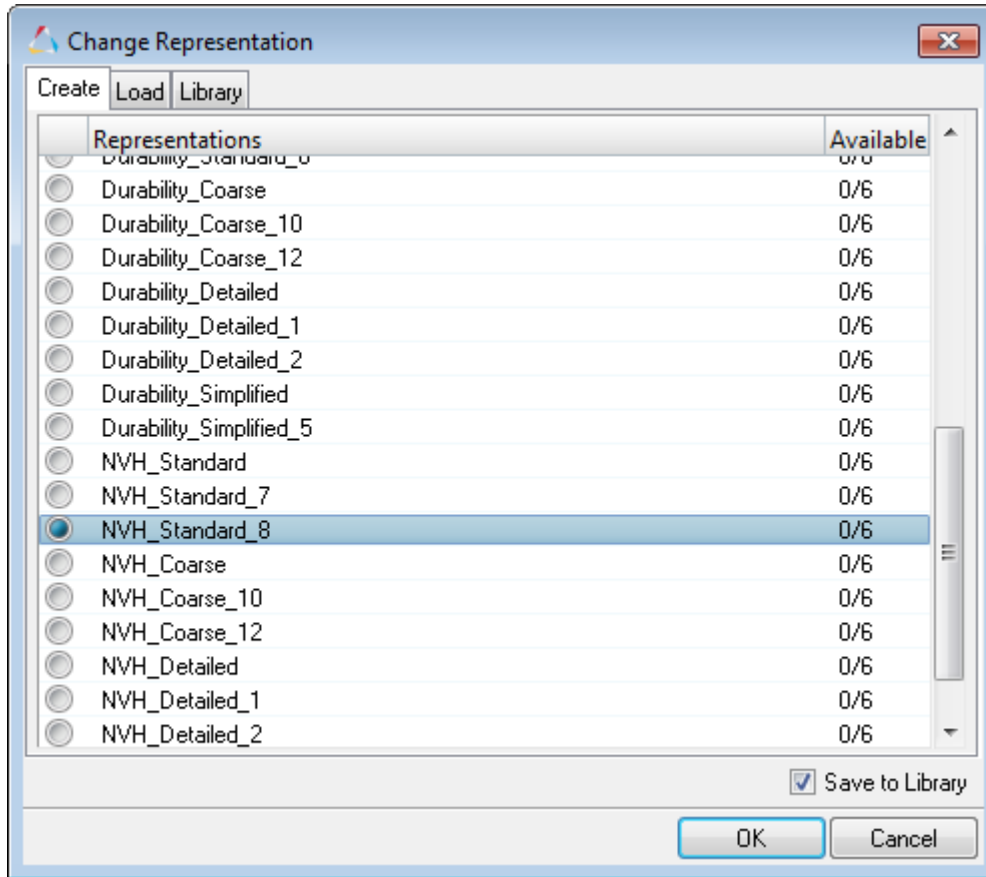 Change Representation
Create Load Library
Representations Available
Durability_Coarse 0/6
Durability_Coarse_10 0/6
Durability_Coarse_12 0/6
Durability_Detailed 0/6
Durability_Detailed_1 0/6
Durability_Detailed_2 0/6
Durability_Simplified 0/6
Durability_Simplified_5 0/6
NVH_Standard 0/6
NVH_Standard_7 0/6
NVH_Standard_8 0/6
NVH_Coarse 0/6
NVH_Coarse_10 0/6
NVH_Coarse_12 0/6
NVH_Detailed 0/6
NVH_Detailed_1 0/6
NVH_Detailed_2 0/6
Save to Library
OK Cancel